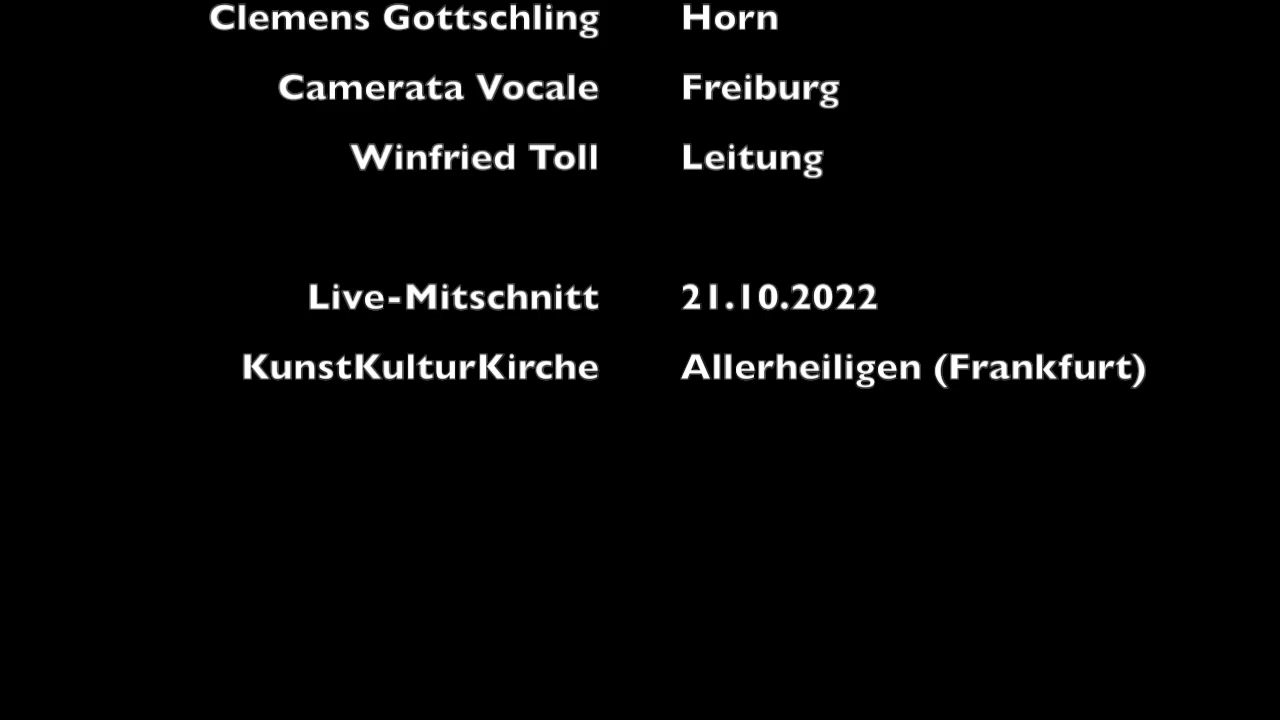 Clemens Gottschling Horn
Camerata Vocale Freiburg
Winfried Toll Leitung
Live-Mitschnitt 21.10.2022
KunstKulturKirche Allerheiligen (Frankfurt)